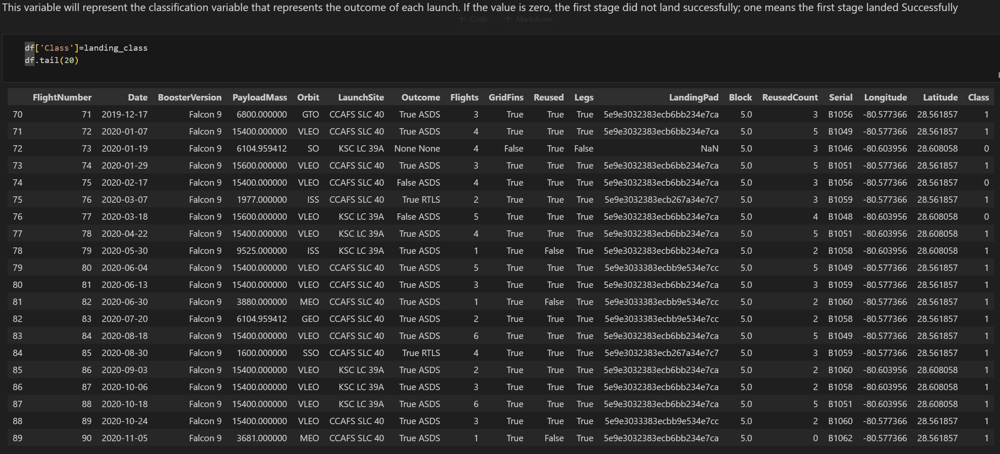 This variable will represent the classification variable that represents the outcome of each launch. If the value is zero, the first stage did not land successfully; one means the first stage landed Successfully
+ Code + Markdown
df['Class']=landing_class
df.tail(20)
FlightNumber Date BoosterVersion PayloadMass Orbit LaunchSite Outcome Flights GridFins Reused Legs LandingPad Block ReusedCount Serial Longitude Latitude Class
70 71 2019-12-17 Falcon 9 6800.000000 GTO CCAFS SLC 40 True ASDS 3 True True True 5e9e3032383ecb6bb234e7ca 5.0 3 B1056 -80.577366 28.561857 1
71 72 2020-01-07 Falcon 9 15400.000000 VLEO CCAFS SLC 40 True ASDS 4 True True True 5e9e3032383ecb6bb234e7ca 5.0 5 B1049 -80.577366 28.561857 1
72 73 2020-01-19 Falcon 9 6104.959412 SO KSC LC 39A None None 4 False True False NaN 5.0 3 B1046 -80.603956 28.608058 0
73 74 2020-01-29 Falcon 9 15600.000000 VLEO CCAFS SLC 40 True ASDS 3 True True True 5e9e3032383ecb6bb234e7ca 5.0 5 B1051 -80.577366 28.561857 1
74 75 2020-02-17 Falcon 9 15400.000000 VLEO CCAFS SLC 40 False ASDS 4 True True True 5e9e3032383ecb6bb234e7ca 5.0 3 B1056 -80.577366 28.561857 0
75 76 2020-03-07 Falcon 9 1977.000000 ISS CCAFS SLC 40 True RTLS 2 True True True 5e9e3032383ecb267a34e7c7 5.0 3 B1059 -80.577366 28.561857 1
76 77 2020-03-18 Falcon 9 15600.000000 VLEO KSC LC 39A False ASDS 5 True True True 5e9e3032383ecb6bb234e7ca 5.0 4 B1048 -80.603956 28.608058 0
77 78 2020-04-22 Falcon 9 15400.000000 VLEO KSC LC 39A True ASDS 4 True True True 5e9e3032383ecb6bb234e7ca 5.0 5 B1051 -80.603956 28.608058 1
78 79 2020-05-30 Falcon 9 9525.000000 ISS KSC LC 39A True ASDS 1 True False True 5e9e3032383ecb6bb234e7ca 5.0 2 B1058 -80.603956 28.608058 1
79 80 2020-06-04 Falcon 9 15400.000000 VLEO CCAFS SLC 40 True ASDS 5 True True True 5e9e3033383ecbb9e534e7cc 5.0 5 B1049 -80.577366 28.561857 1
80 81 2020-06-13 Falcon 9 15400.000000 VLEO CCAFS SLC 40 True ASDS 3 True True True 5e9e3032383ecb6bb234e7ca 5.0 3 B1059 -80.577366 28.561857 1
81 82 2020-06-30 Falcon 9 3880.000000 MEO CCAFS SLC 40 True ASDS 1 True False True 5e9e3033383ecbb9e534e7cc 5.0 2 B1060 -80.577366 28.561857 1
82 83 2020-07-20 Falcon 9 6104.959412 GEO CCAFS SLC 40 True ASDS 2 True True True 5e9e3033383ecbb9e534e7cc 5.0 2 B1058 -80.577366 28.561857 1
83 84 2020-08-18 Falcon 9 15400.000000 VLEO CCAFS SLC 40 True ASDS 6 True True True 5e9e3032383ecb6bb234e7ca 5.0 5 B1049 -80.577366 28.561857 1
84 85 2020-08-30 Falcon 9 1600.000000 SSO CCAFS SLC 40 True RTLS 4 True True True 5e9e3032383ecb267a34e7c7 5.0 3 B1059 -80.577366 28.561857 1
85 86 2020-09-03 Falcon 9 15400.000000 VLEO KSC LC 39A True ASDS 2 True True True 5e9e3032383ecb6bb234e7ca 5.0 2 B1060 -80.603956 28.608058 1
86 87 2020-10-06 Falcon 9 15400.000000 VLEO KSC LC 39A True ASDS 3 True True True 5e9e3032383ecb6bb234e7ca 5.0 2 B1058 -80.603956 28.608058 1
87 88 2020-10-18 Falcon 9 15400.000000 VLEO KSC LC 39A True ASDS 6 True True True 5e9e3032383ecb6bb234e7ca 5.0 5 B1051 -80.603956 28.608058 1
88 89 2020-10-24 Falcon 9 15400.000000 VLEO CCAFS SLC 40 True ASDS 3 True True True 5e9e3033383ecbb9e534e7cc 5.0 2 B1060 -80.577366 28.561857 1
89 90 2020-11-05 Falcon 9 3681.000000 MEO CCAFS SLC 40 True ASDS 1 True False True 5e9e3032383ecb6bb234e7ca 5.0 0 B1062 -80.577366 28.561857 1